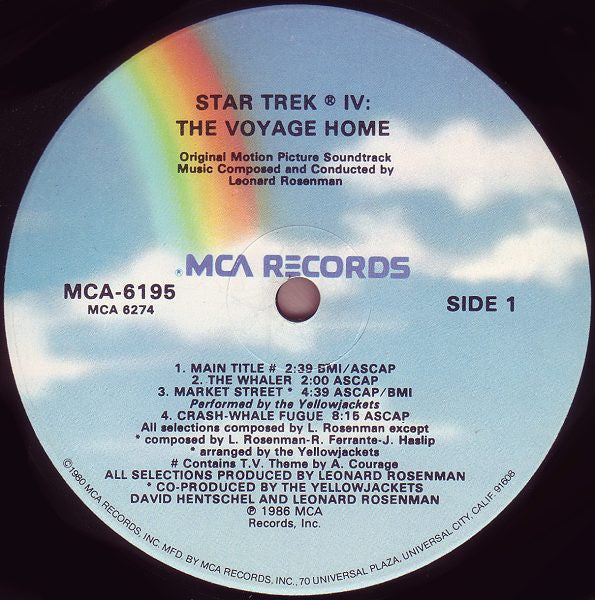 STAR TREK ® IV:
THE VOYAGE HOME
Original Motion Picture Soundtrack
Music Composed and Conducted by
Leonard Rosenman
®MCA RECORDS
MCA-6195
MCA 6274
SIDE 1
1. MAIN TITLE # 2:39 BMI/ASCAP
2. THE WHALER 2:00 ASCAP
3. MARKET STREET * 4:39 ASCAP/BMI
Performed by the Yellowjackets
4. CRASH-WHALE FUGUE 8:15 ASCAP
All selections composed by L. Rosenman except
* composed by L. Rosenman-R. Ferrante-J. Haslip
* arranged by the Yellowjackets
# Contains T.V. Theme by A. Courage
ALL SELECTIONS PRODUCED BY LEONARD ROSENMAN
* CO-PRODUCED BY THE YELLOWJACKETS
DAVID HENTSCHEL AND LEONARD ROSENMAN
℗ 1986 MCA
Records, Inc.
©1980 MCA RECORDS, INC. MFD. BY MCA RECORDS, INC., 70 UNIVERSAL PLAZA, UNIVERSAL CITY, CALIF. 91608